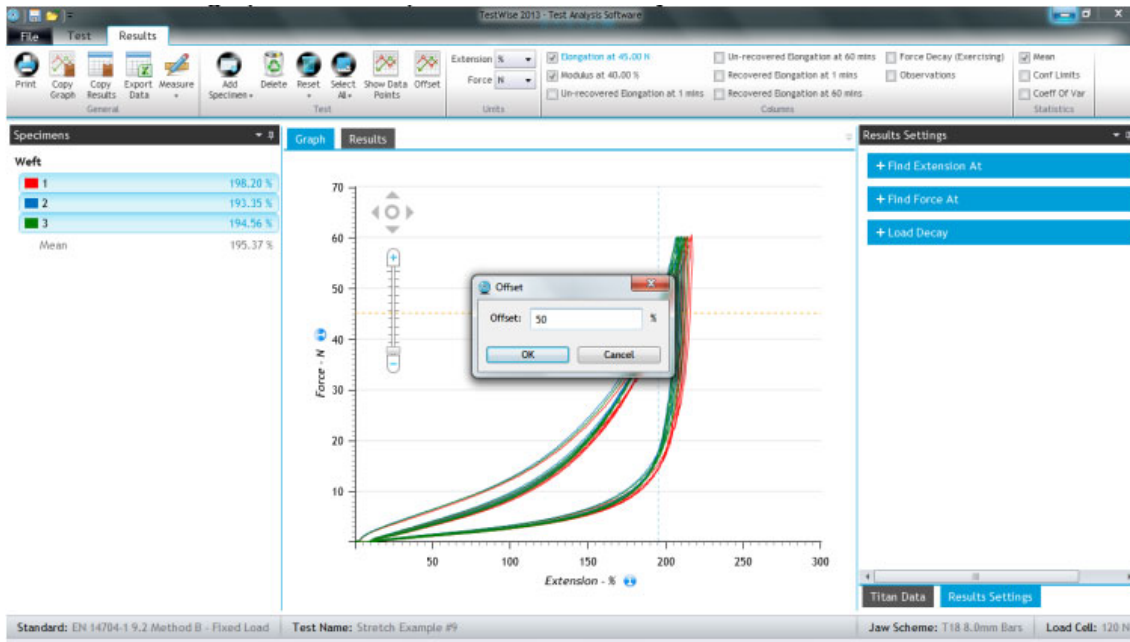 TestWise 2013 - Test Analysis Software
File Test Results
Print Copy Graph Copy Results Export Data Measure
General
Add Specimen Delete Reset Select All Show Data Points Offset
Test
Extension %
Force N
Units
Elongation at 45.00 N
Modulus at 40.00 %
Un-recovered Elongation at 1 mins
Un-recovered Elongation at 60 mins
Recovered Elongation at 1 mins
Recovered Elongation at 60 mins
Force Decay (Exercising)
Observations
Columns
Mean
Conf Limits
Coeff Of Var
Statistics
Specimens
Weft
1 198.20 %
2 193.35 %
3 194.56 %
Mean 195.37 %
Graph Results
70
60
50
40
30
20
10
Force - N
50 100 150 200 250 300
Extension - %
Offset
Offset: 50 %
OK Cancel
Results Settings
+ Find Extension At
+ Find Force At
+ Load Decay
Titan Data Results Settings
Standard: EN 14704-1 9.2 Method B - Fixed Load Test Name: Stretch Example #9 Jaw Scheme: T18 8.0mm Bars Load Cell: 120 N